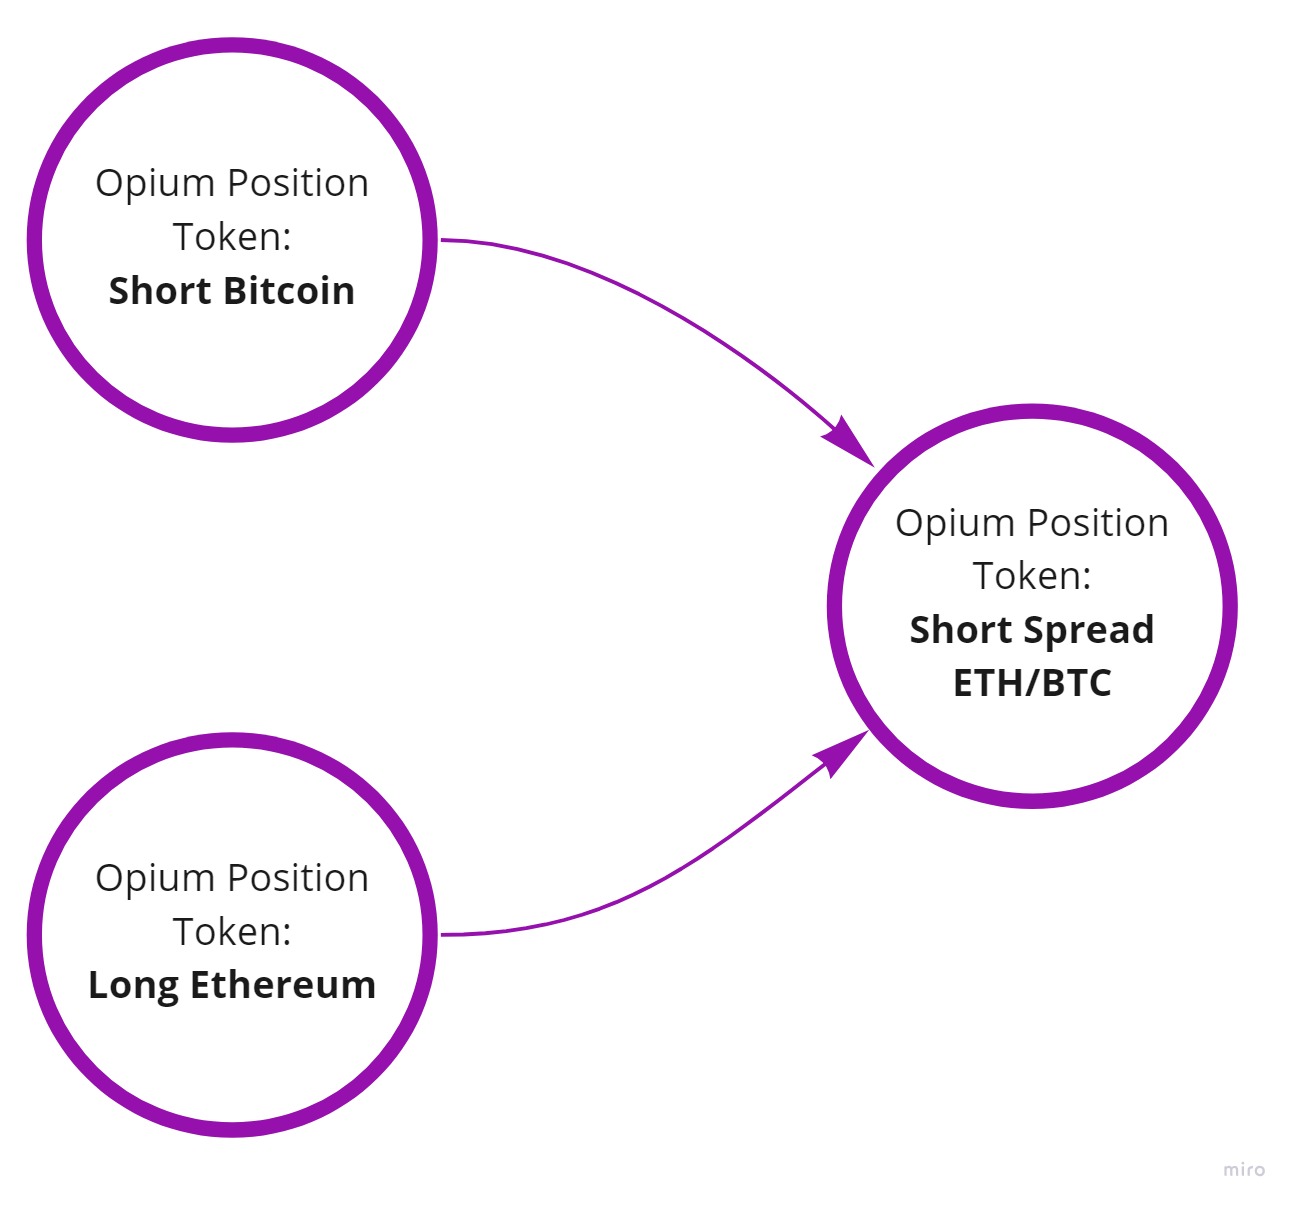 Opium Position
Token:
Short Bitcoin
Opium Position
Token:
Short Spread
ETH/BTC
Opium Position
Token:
Long Ethereum
miro